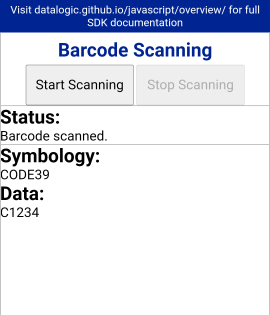 Visit datalogic.github.io/javascript/overview/ for full
SDK documentation
Barcode Scanning
Start Scanning
Stop Scanning
Status:
Barcode scanned.
Symbology:
CODE39
Data:
C1234